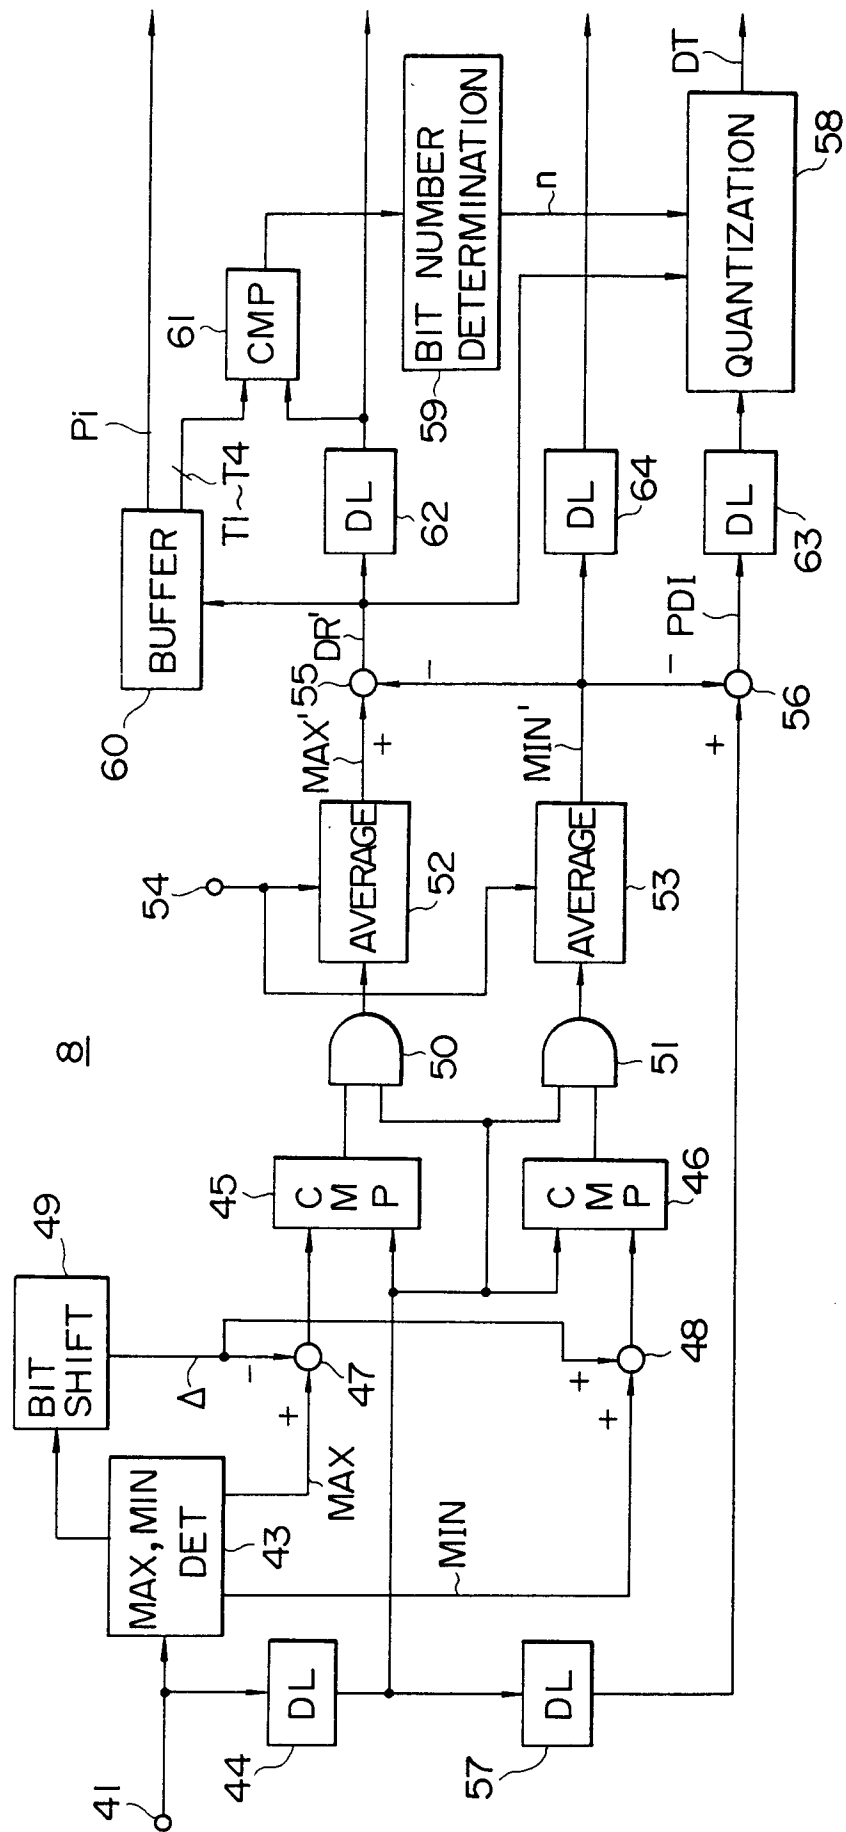 8
41
MAX, MIN
DET
43
BIT
SHIFT
49
Δ
−
+
47
MAX
MIN
+
+
48
DL
44
DL
57
45
CMP
46
CMP
50
51
54
AVERAGE
52
AVERAGE
53
MAX'
+
55
DR'
−
MIN'
−
+
56
PDI
BUFFER
60
Pi
T1~T4
61
CMP
DL
62
DL
64
DL
63
BIT NUMBER
DETERMINATION
59
n
QUANTIZATION
58
DT